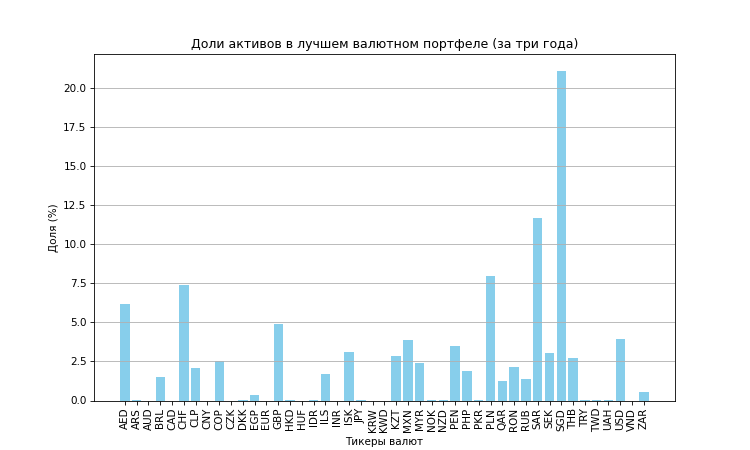 Доли активов в лучшем валютном портфеле (за три года)
Доля (%)
20.0
17.5
15.0
12.5
10.0
7.5
5.0
2.5
0.0
AED ARS AUD BRL CAD CHF CLP CNY COP CZK DKK EGP EUR GBP HKD HUF IDR ILS INR ISK JPY KRW KWD KZT MXN MYR NOK NZD PEN PHP PKR PLN QAR RON RUB SAR SEK SGD THB TRY TWD UAH USD VND ZAR
Тикеры валют